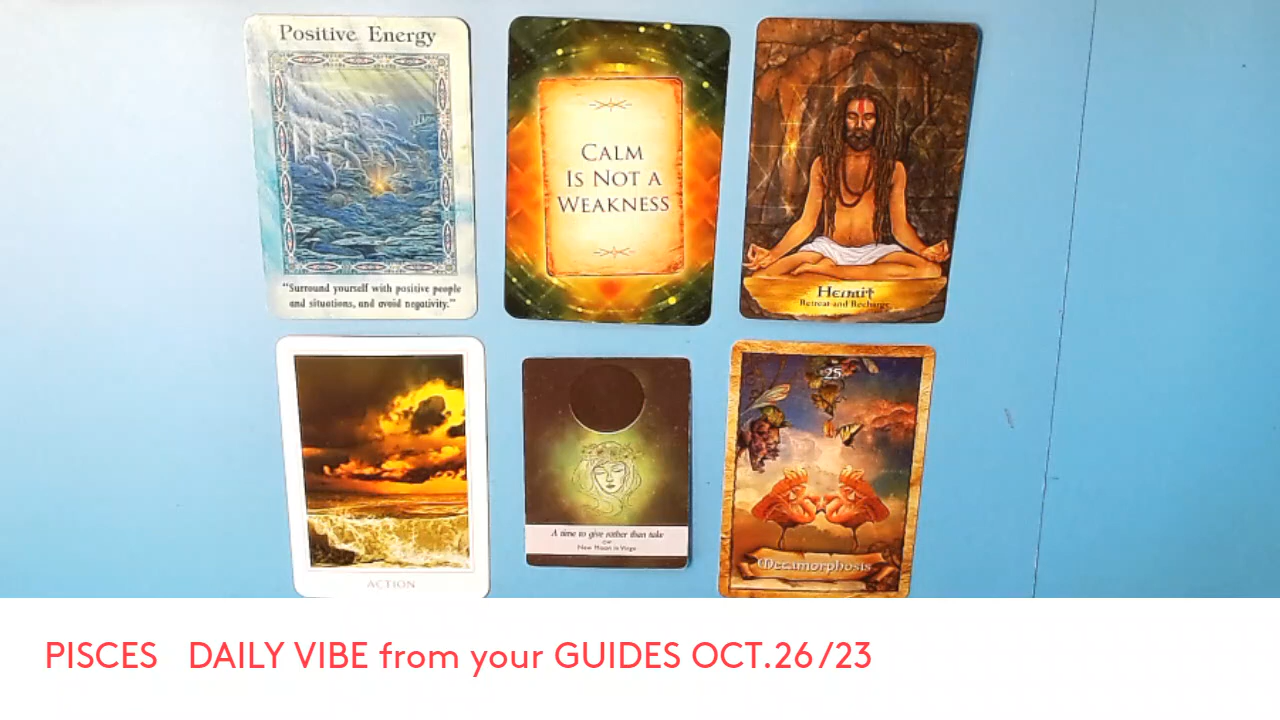 Positive Energy
"Surround yourself with positive people
and situations, and avoid negativity."
CALM
IS NOT A
WEAKNESS
Hermit
Retreat and Recharge
ACTION
A time to give rather than take
New Moon in Virgo
25
Metamorphosis
PISCES DAILY VIBE from your GUIDES OCT.26/23